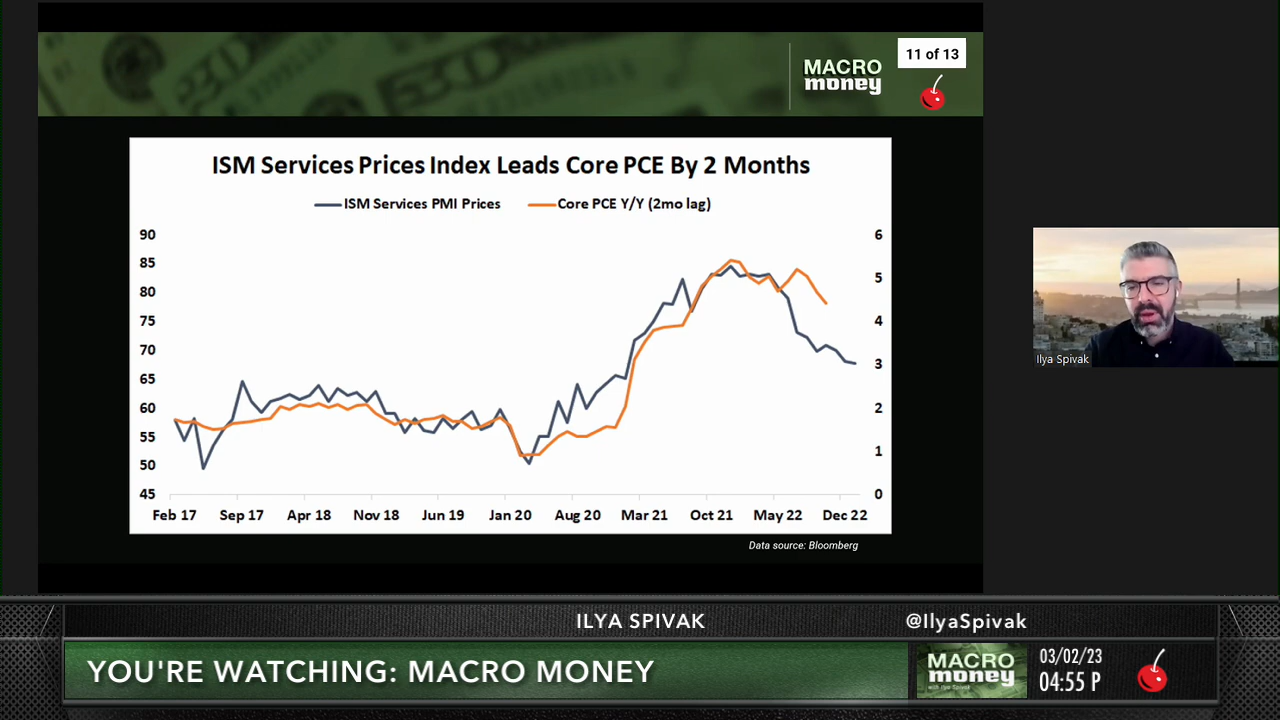 MACRO
money
11 of 13
ISM Services Prices Index Leads Core PCE By 2 Months
ISM Services PMI Prices
Core PCE Y/Y (2mo lag)
90
85
80
75
70
65
60
55
50
45
6
5
4
3
2
1
0
Feb 17 Sep 17 Apr 18 Nov 18 Jun 19 Jan 20 Aug 20 Mar 21 Oct 21 May 22 Dec 22
Data source: Bloomberg
Ilya Spivak
ILYA SPIVAK @IlyaSpivak
YOU'RE WATCHING: MACRO MONEY
MACRO
money
with Ilya Spivak
03/02/23
04:55 P